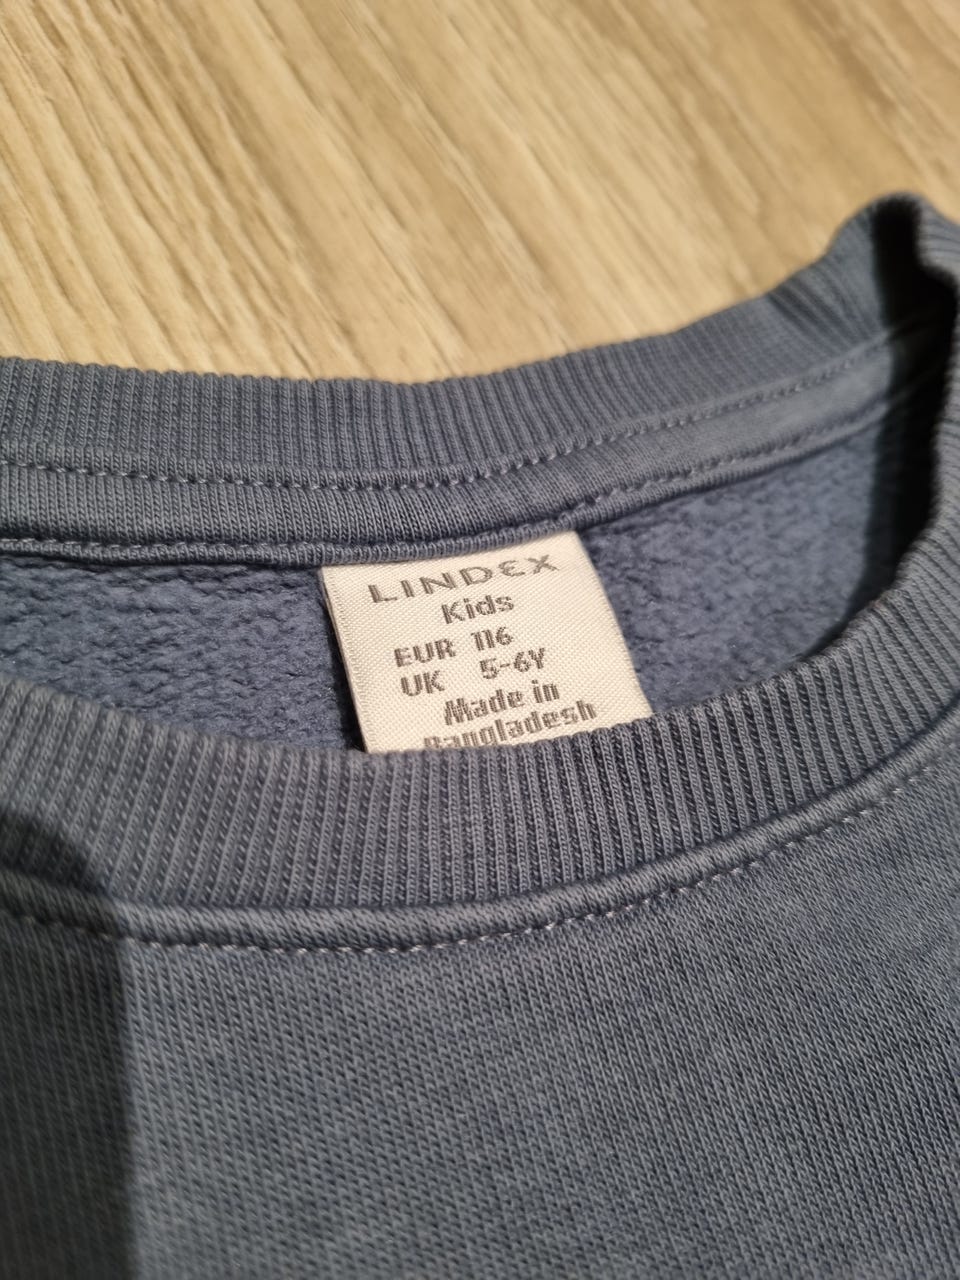 LINDEX
Kids
EUR 116
UK 5-6Y
Made in
Bangladesh